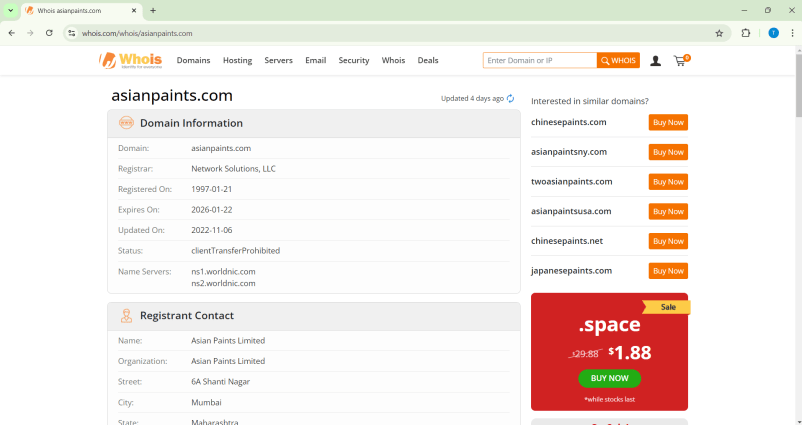 Whois asianpaints.com
whois.com/whois/asianpaints.com
T
Whois
Domains
Hosting
Servers
Email
Security
Whois
Deals
Enter Domain or IP
WHOIS
0
asianpaints.com
Updated 4 days ago
Domain Information
Domain: asianpaints.com
Registrar: Network Solutions, LLC
Registered On: 1997-01-21
Expires On: 2026-01-22
Updated On: 2022-11-06
Status: clientTransferProhibited
Name Servers: ns1.worldnic.com
ns2.worldnic.com
Registrant Contact
Name: Asian Paints Limited
Organization: Asian Paints Limited
Street: 6A Shanti Nagar
City: Mumbai
State: Maharashtra
Interested in similar domains?
chinesepaints.com Buy Now
asianpaintsny.com Buy Now
twoasianpaints.com Buy Now
asianpaintsusa.com Buy Now
chinesepaints.net Buy Now
japanesepaints.com Buy Now
Sale
.space
$29.88 $1.88
BUY NOW
*while stocks last